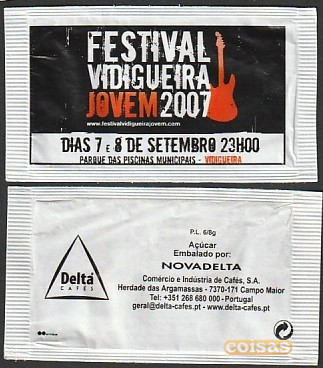 FESTIVAL
VIDIGUEIRA
JOVEM 2007
www.festivalvidigueirajovem.com
DIAS 7 E 8 DE SETEMBRO 23H00
PARQUE DAS PISCINAS MUNICIPAIS - VIDIGUEIRA
P.L. 6/8g
Açúcar
Embalado por:
NOVADELTA
Comércio e Indústria de Cafés, S.A.
Herdade das Argamassas - 7370-171 Campo Maior
Tel: +351 268 680 000 - Portugal
geral@delta-cafes.pt - www.delta-cafes.pt
Delta
CAFÉS
coisas